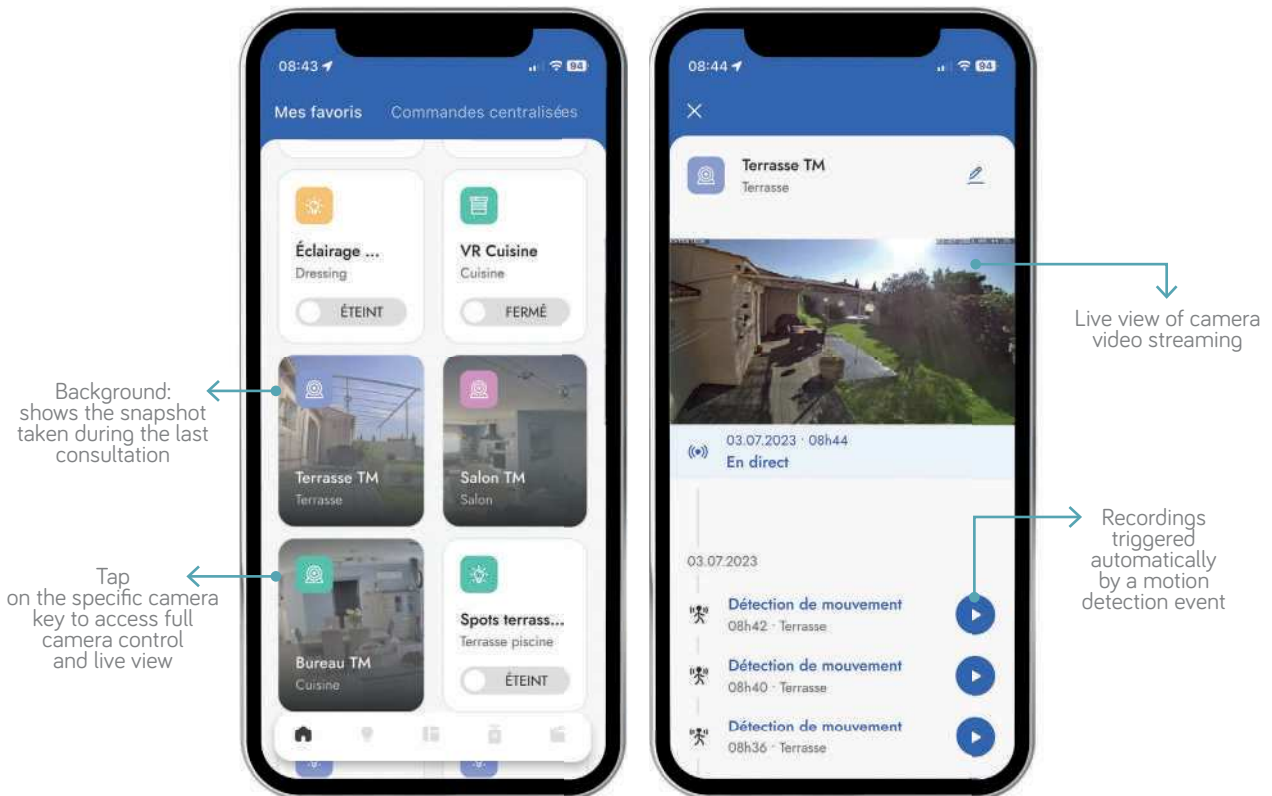 08:43
94
Mes favoris
Commandes centralisées
Éclairage ...
Dressing
ÉTEINT
VR Cuisine
Cuisine
FERMÉ
Terrasse TM
Terrasse
Salon TM
Salon
Bureau TM
Cuisine
Spots terrass...
Terrasse piscine
ÉTEINT
Background:
shows the snapshot
taken during the last
consultation
Tap
on the specific camera
key to access full
camera control
and live view
08:44
94
Terrasse TM
Terrasse
03.07.2023 · 08h44
En direct
03.07.2023
Détection de mouvement
08h42 · Terrasse
Détection de mouvement
08h40 · Terrasse
Détection de mouvement
08h36 · Terrasse
Live view of camera
video streaming
Recordings
triggered
automatically
by a motion
detection event